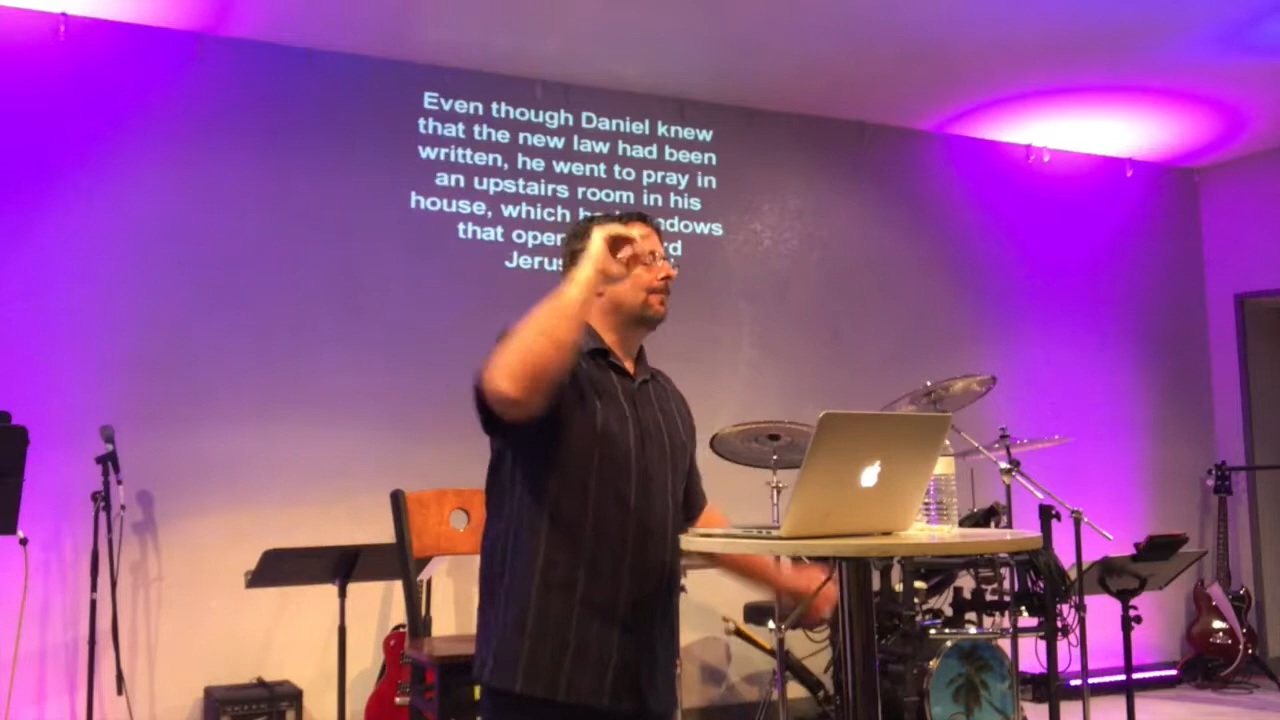 Even though Daniel knew
that the new law had been
written, he went to pray in
an upstairs room in his
house, which
that